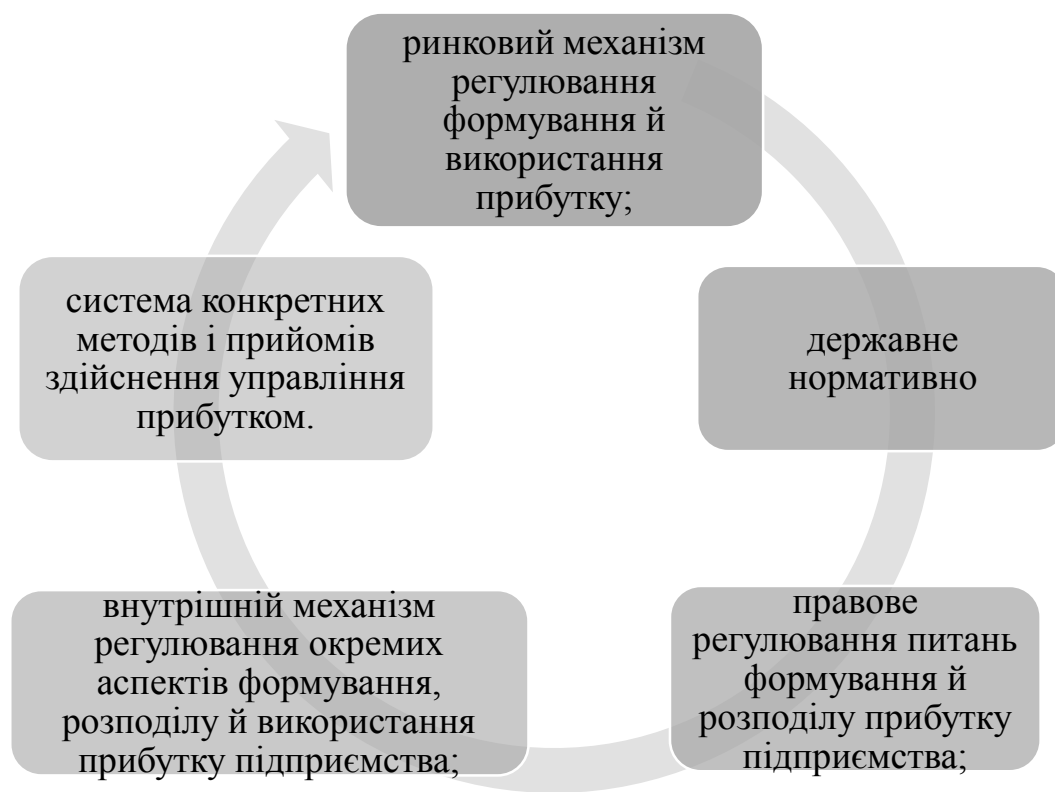 ринковий механізм
регулювання
формування й
використання
прибутку;
державне
нормативно
правове
регулювання питань
формування й
розподілу прибутку
підприємства;
внутрішній механізм
регулювання окремих
аспектів формування,
розподілу й використання
прибутку підприємства;
система конкретних
методів і прийомів
здійснення управління
прибутком.